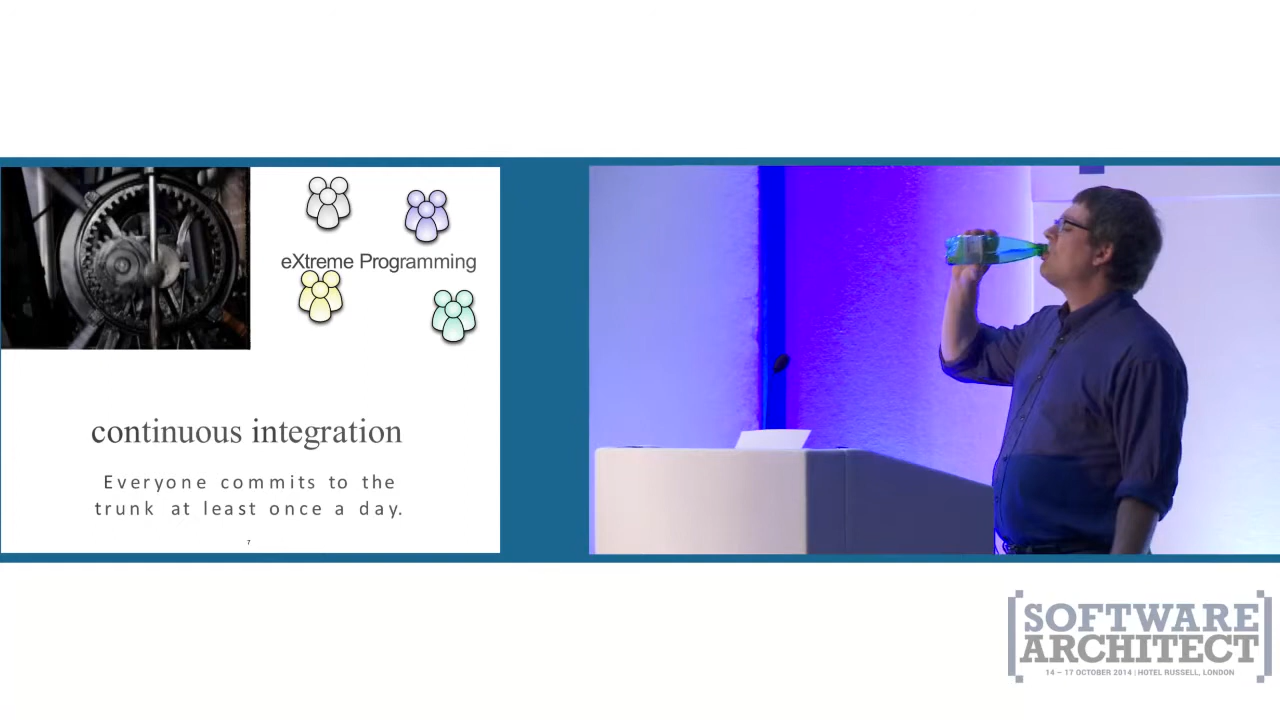 eXtreme Programming
continuous integration
Everyone commits to the
trunk at least once a day.
7
[SOFTWARE
ARCHITECT]
14 – 17 OCTOBER 2014 | HOTEL RUSSELL, LONDON